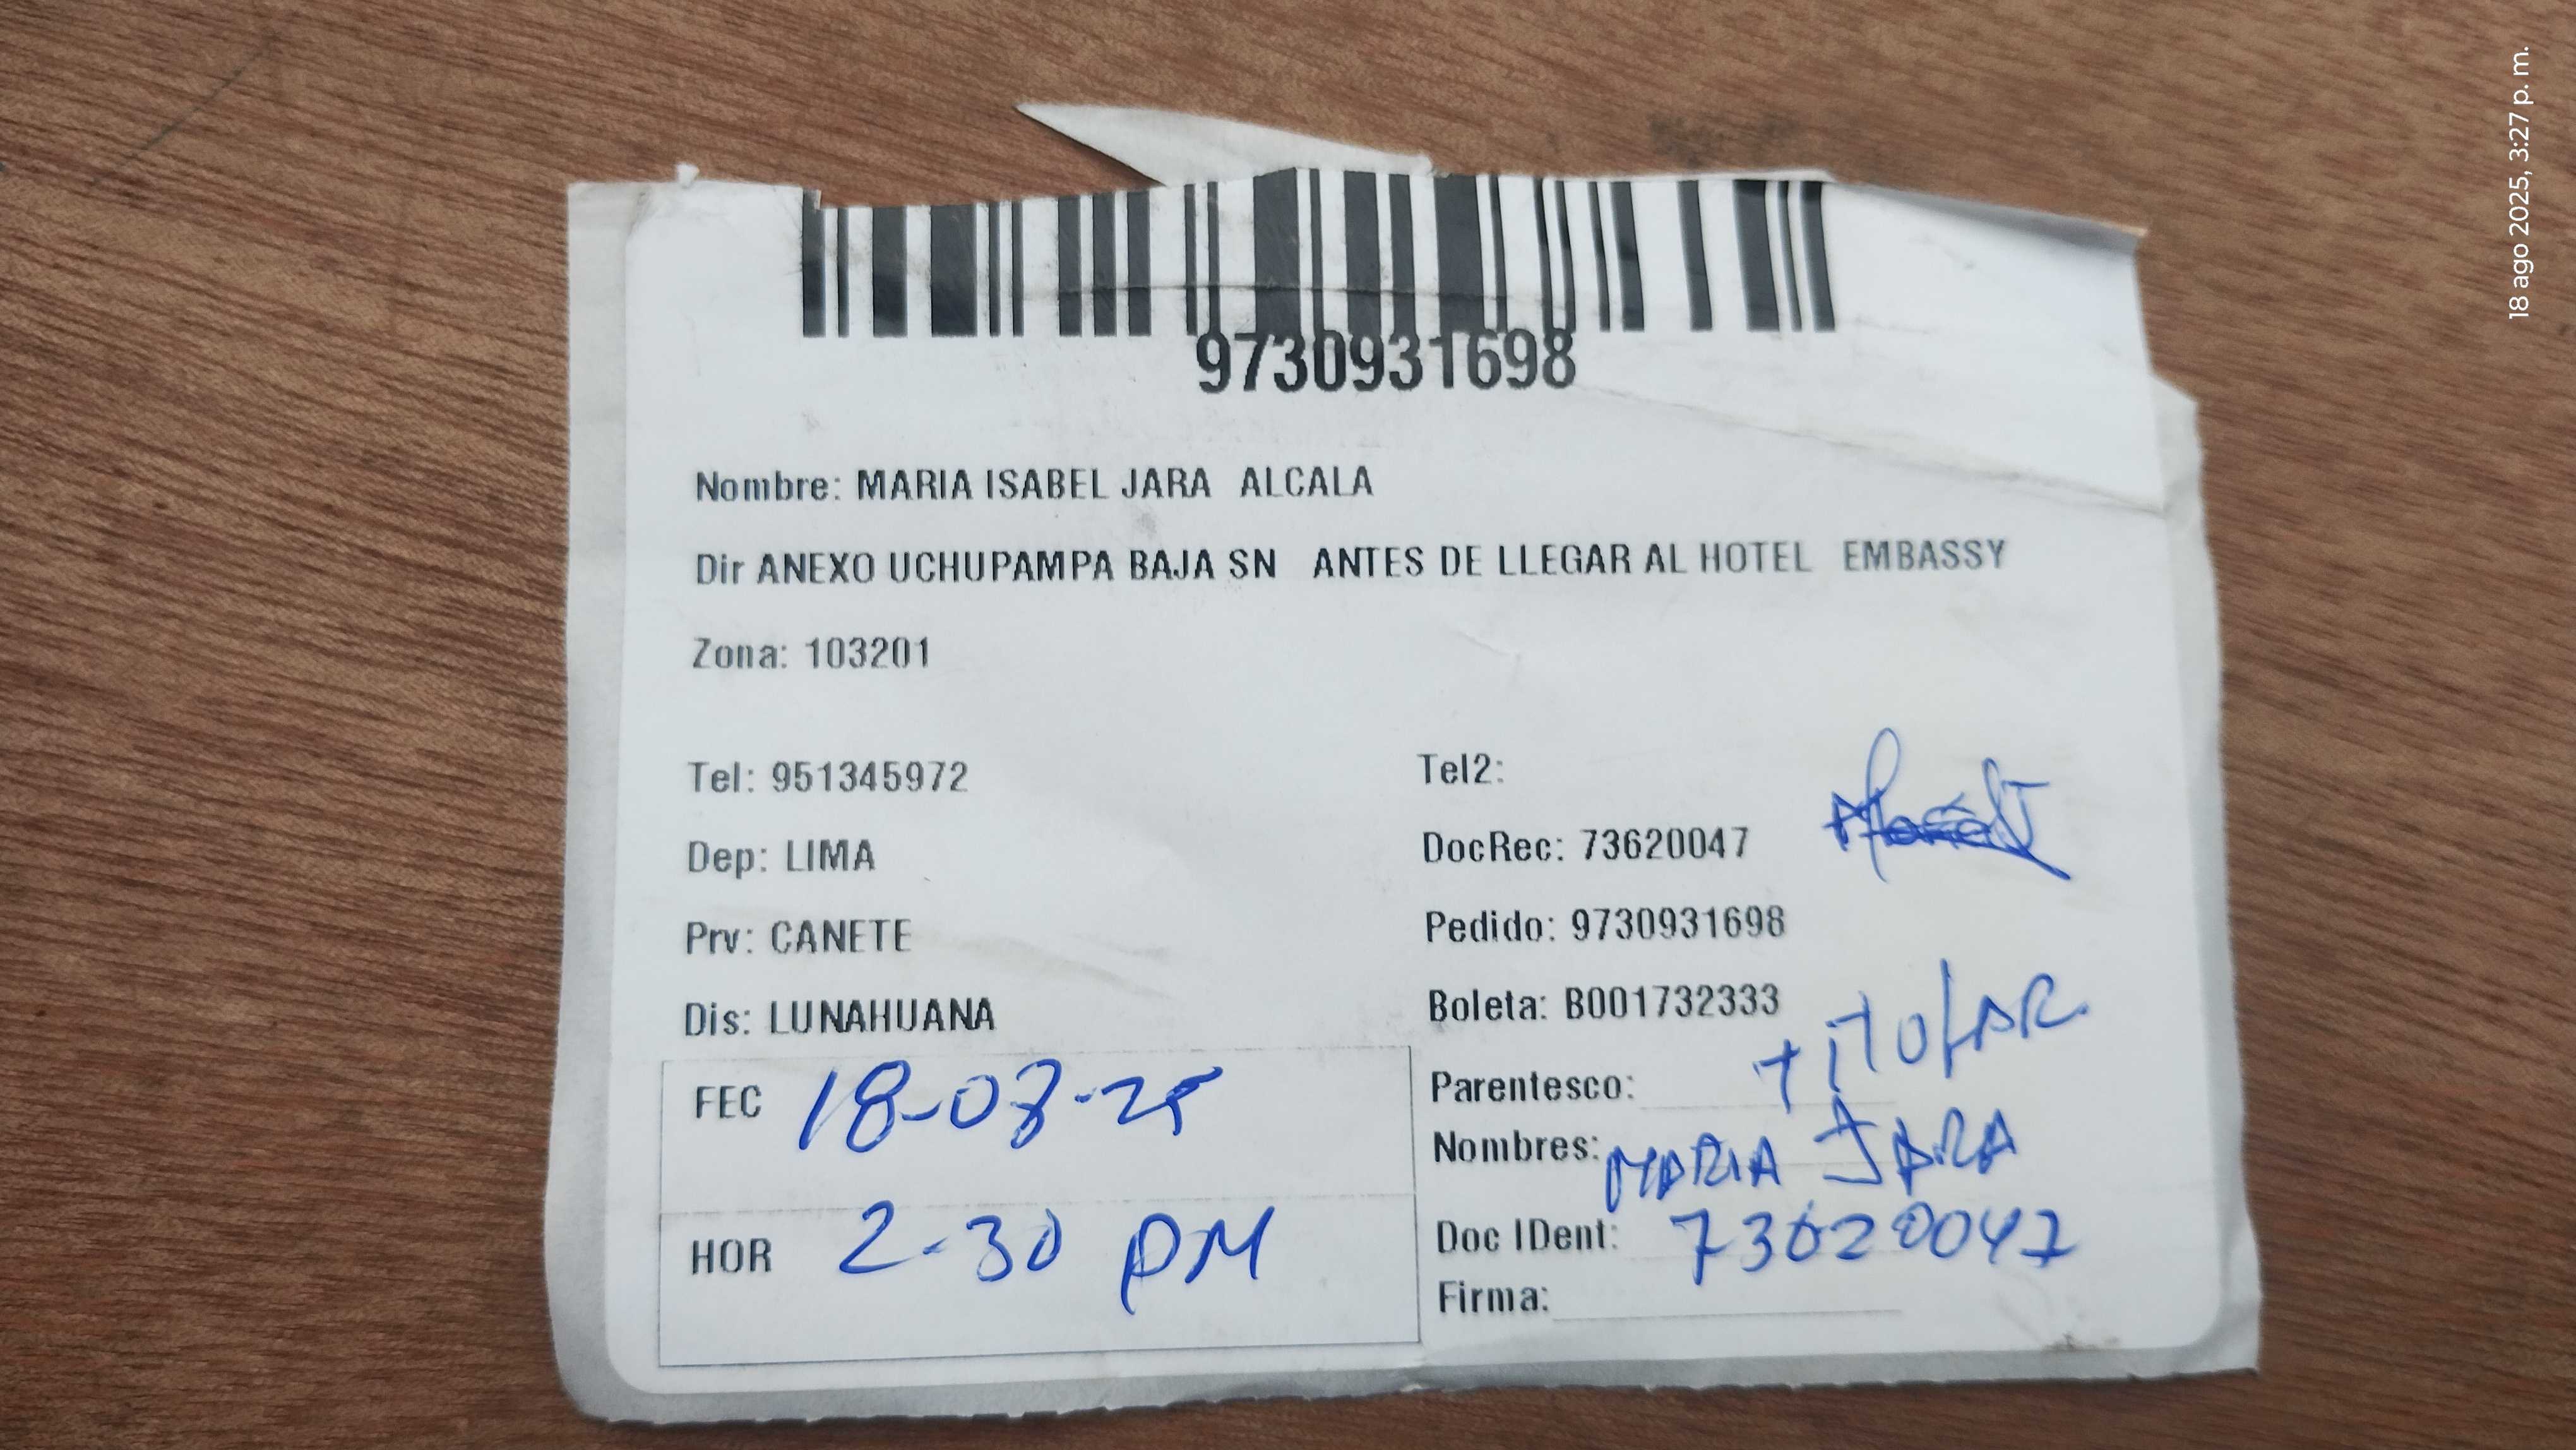 18 ago 2025, 3:27 p. m.
9730931698
Nombre: MARIA ISABEL JARA ALCALA
Dir ANEXO UCHUPAMPA BAJA SN ANTES DE LLEGAR AL HOTEL EMBASSY
Zona: 103201
Tel: 951345972
Dep: LIMA
Prv: CANETE
Dis: LUNAHUANA
Tel2:
DocRec: 73620047
Pedido: 9730931698
Boleta: B001732333
FEC 18-08-25
HOR 2-30 PM
Parentesco: TITULAR
Nombres: MARIA JARA
Doc IDent: 73620047
Firma: